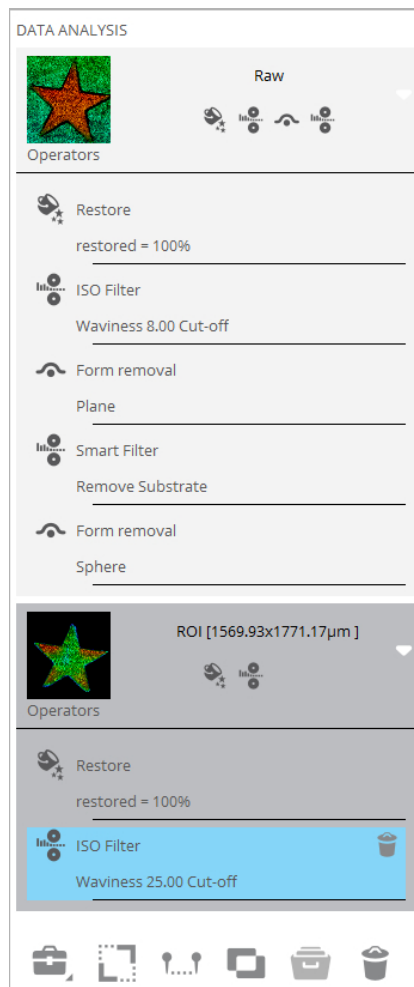 DATA ANALYSIS
Raw
Operators
Restore
restored = 100%
ISO Filter
Waviness 8.00 Cut-off
Form removal
Plane
Smart Filter
Remove Substrate
Form removal
Sphere
ROI [1569.93x1771.17µm ]
Operators
Restore
restored = 100%
ISO Filter
Waviness 25.00 Cut-off